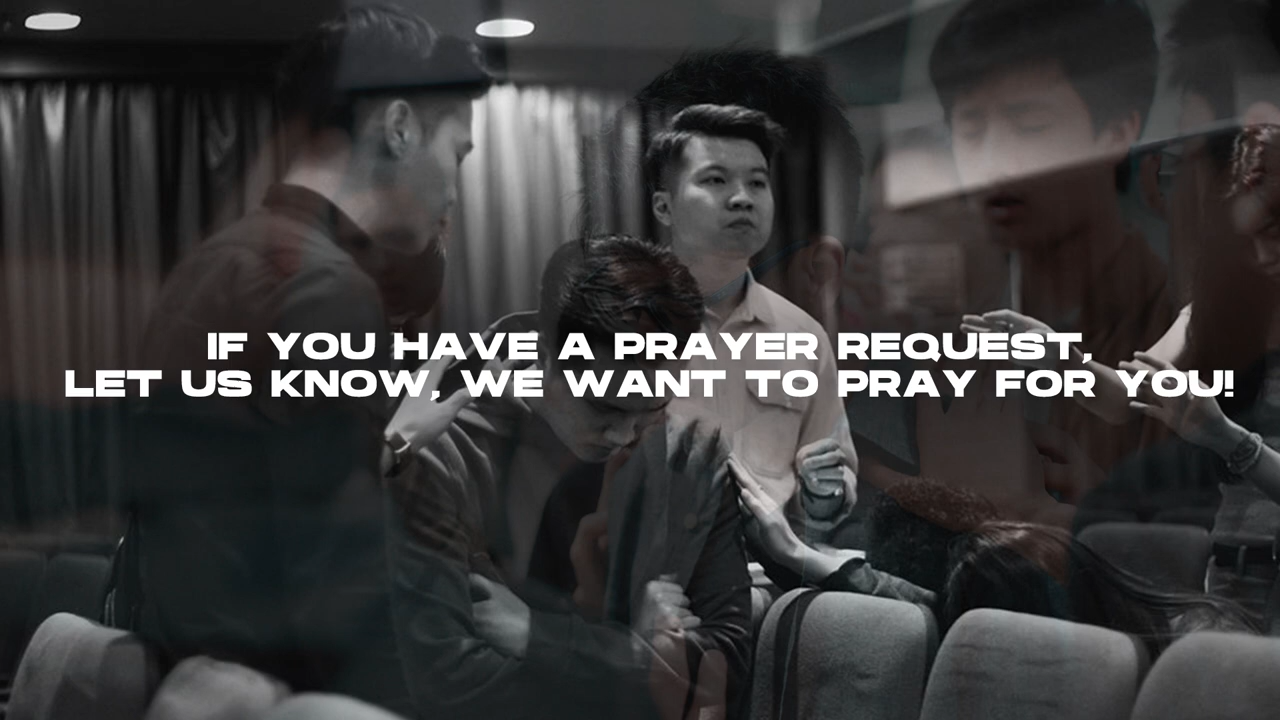 IF YOU HAVE A PRAYER REQUEST,
LET US KNOW, WE WANT TO PRAY FOR YOU!